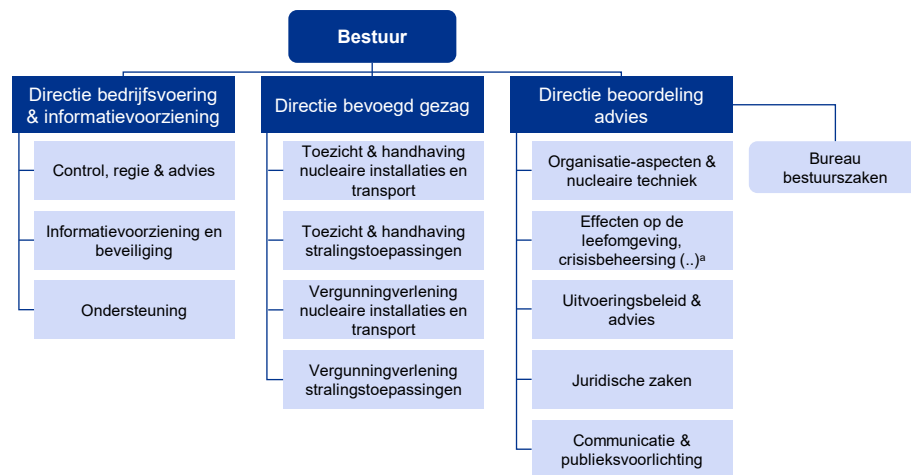 Bestuur
Directie bedrijfsvoering
& informatievoorziening
Control, regie & advies
Informatievoorziening en
beveiliging
Ondersteuning
Directie bevoegd gezag
Toezicht & handhaving
nucleaire installaties en
transport
Toezicht & handhaving
stralingstoepassingen
Vergunningverlening
nucleaire installaties en
transport
Vergunningverlening
stralingstoepassingen
Directie beoordeling
advies
Organisatie-aspecten &
nucleaire techniek
Effecten op de
leefomgeving,
crisisbeheersing (..)ª
Uitvoeringsbeleid &
advies
Juridische zaken
Communicatie &
publieksvoorlichting
Bureau
bestuurszaken